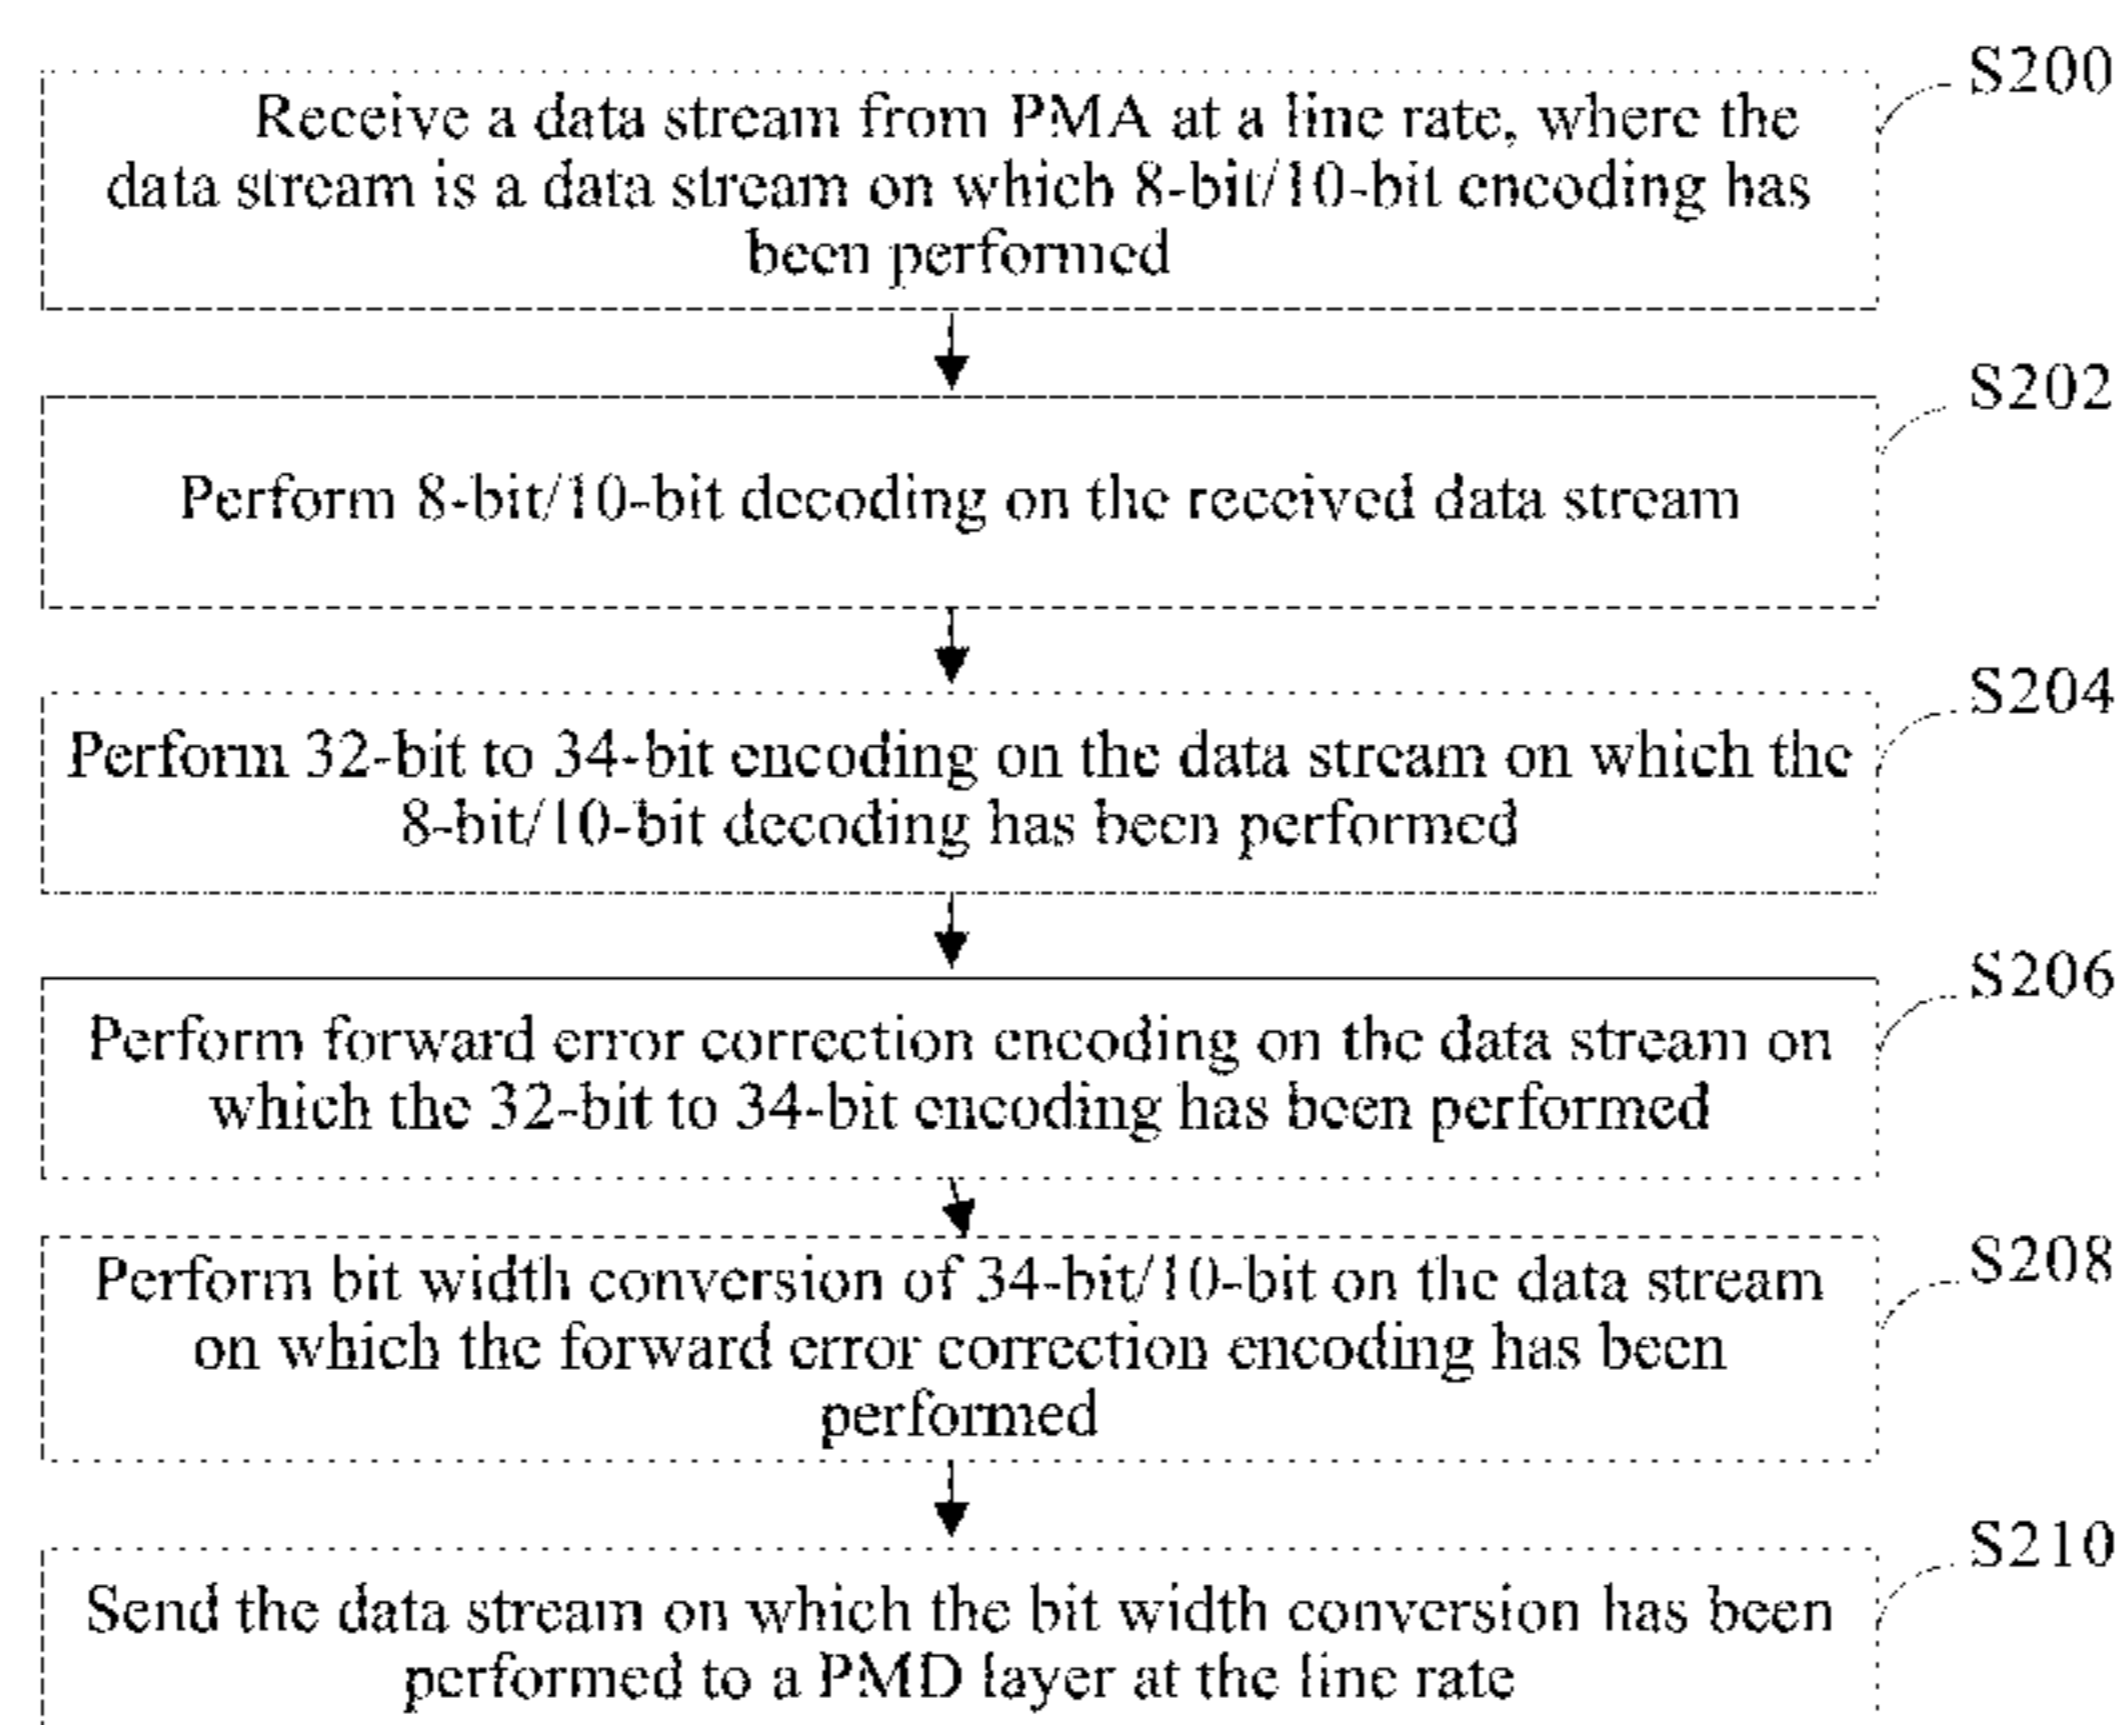 S200
Receive a data stream from PMA at a line rate, where the
data stream is a data stream on which 8-bit/10-bit encoding has
been performed
S202
Perform 8-bit/10-bit decoding on the received data stream
S204
Perform 32-bit to 34-bit encoding on the data stream on which the
8-bit/10-bit decoding has been performed
S206
Perform forward error correction encoding on the data stream on
which the 32-bit to 34-bit encoding has been performed
S208
Perform bit width conversion of 34-bit/10-bit on the data stream
on which the forward error correction encoding has been
performed
S210
Send the data stream on which the bit width conversion has been
performed to a PMD layer at the line rate